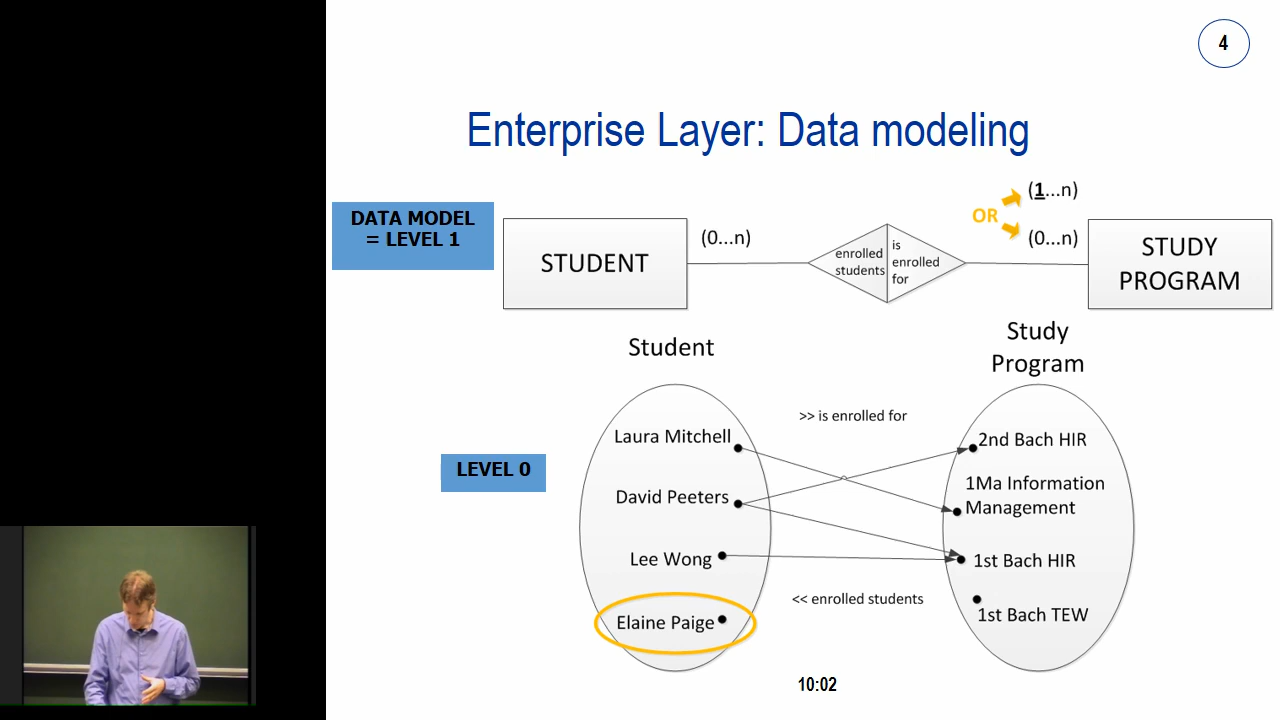 4
Enterprise Layer: Data modeling
DATA MODEL
= LEVEL 1
STUDENT
(0...n)
enrolled
students
is
enrolled
for
OR
(1...n)
(0...n)
STUDY
PROGRAM
Student
Study
Program
>> is enrolled for
LEVEL 0
Laura Mitchell
David Peeters
Lee Wong
Elaine Paige
2nd Bach HIR
1Ma Information
Management
1st Bach HIR
1st Bach TEW
<< enrolled students
10:02